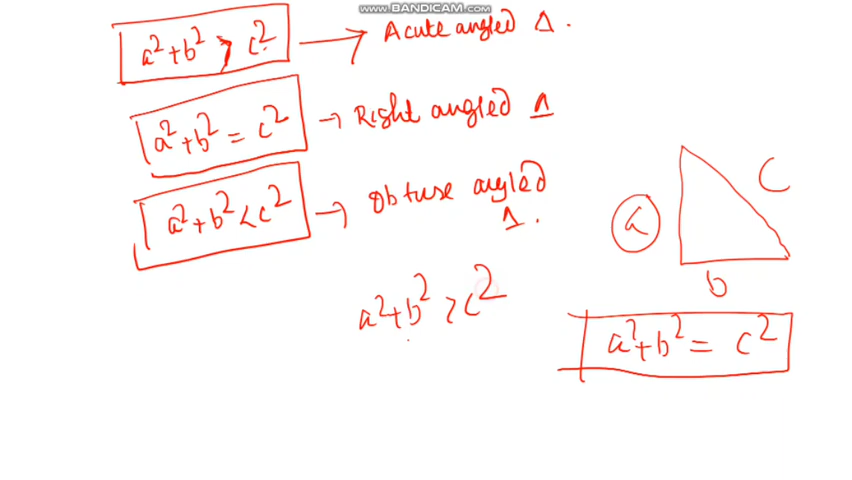 www.BANDICAM.com
a² + b² > c² → Acute angled Δ.
a² + b² = c² → Right angled Δ
a² + b² < c² → Obtuse angled
Δ.
c
a
b
a² + b² > c²
a² + b² = c²